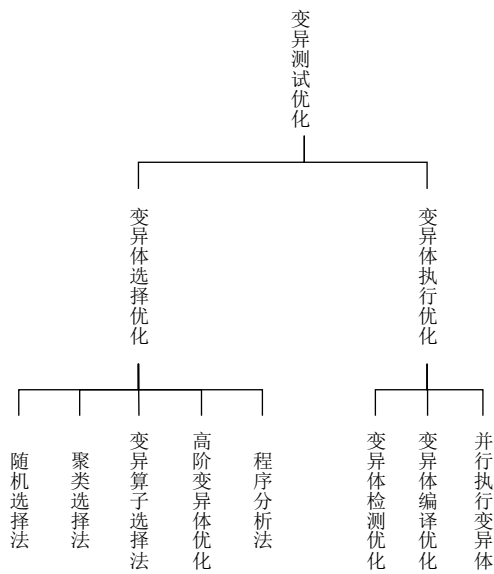 变异测试优化
变异体选择优化
变异体执行优化
随机选择法
聚类选择法
变异算子选择法
高阶变异体优化
程序分析法
变异体检测优化
变异体编译优化
并行执行变异体